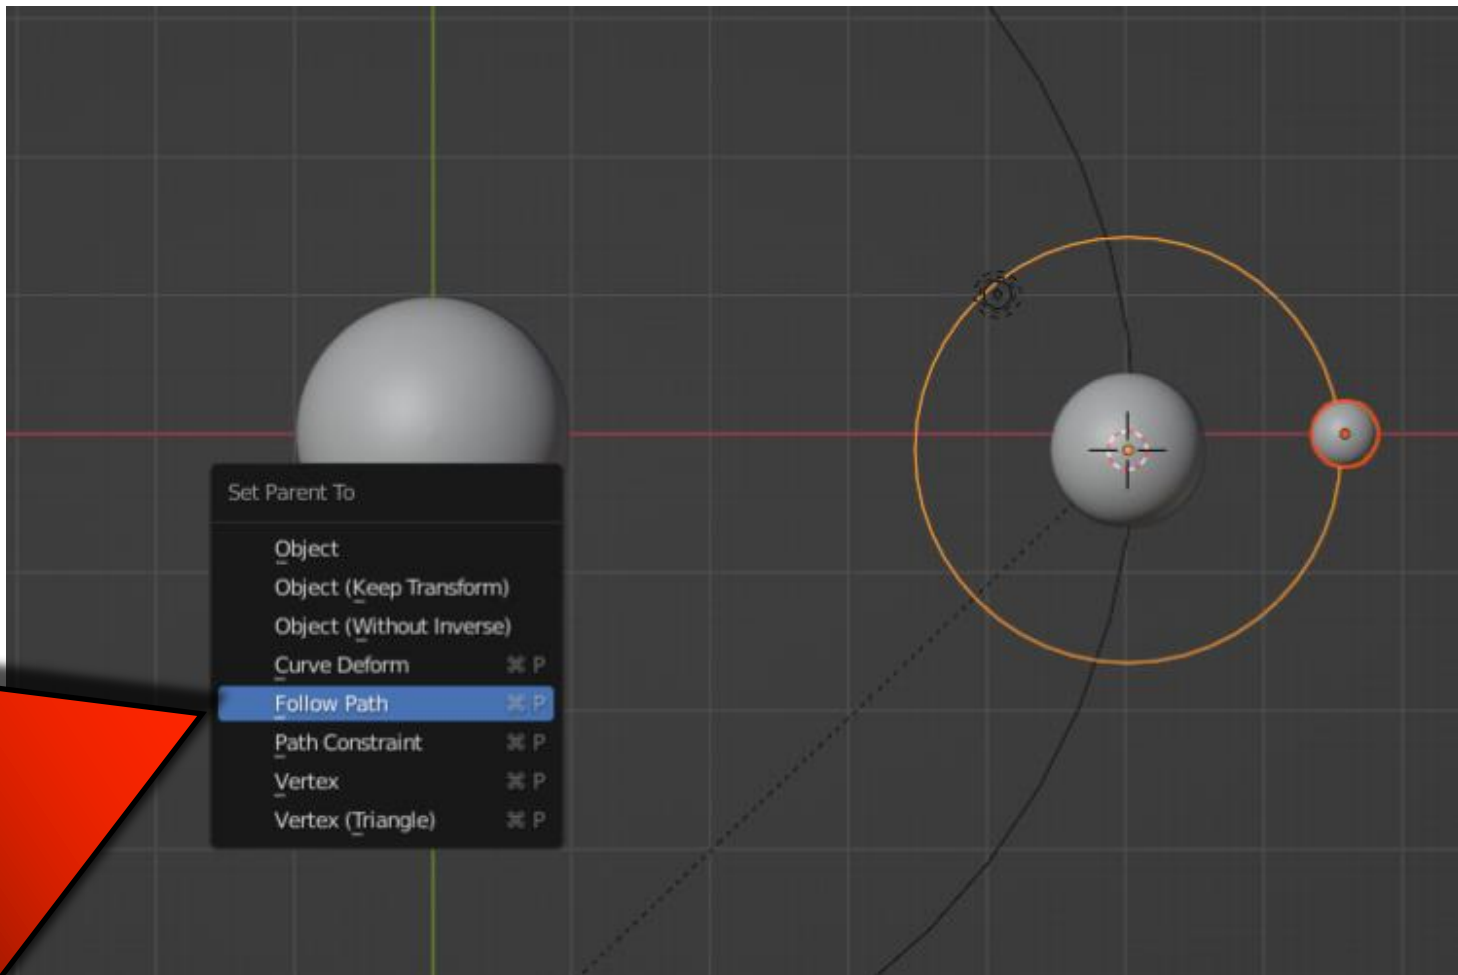 Set Parent To
Object
Object (Keep Transform)
Object (Without Inverse)
Curve Deform ⌘ P
Follow Path ⌘ P
Path Constraint ⌘ P
Vertex ⌘ P
Vertex (Triangle) ⌘ P